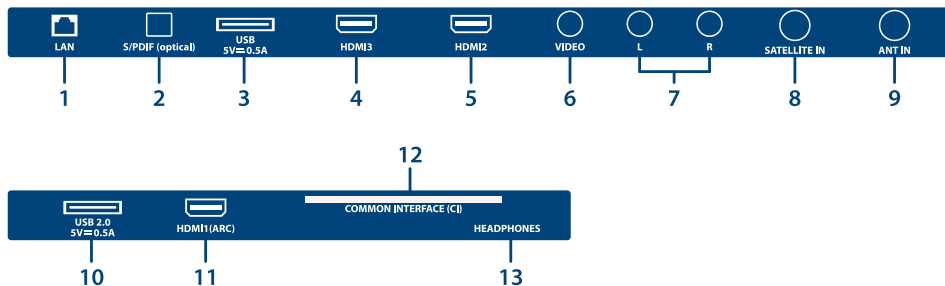 LAN
S/PDIF (optical)
USB
5V⎓0.5A
HDMI3
HDMI2
VIDEO
L
R
SATELLITE IN
ANT IN
1
2
3
4
5
6
7
8
9
12
COMMON INTERFACE (CI)
USB 2.0
5V⎓0.5A
HDMI1(ARC)
HEADPHONES
10
11
13